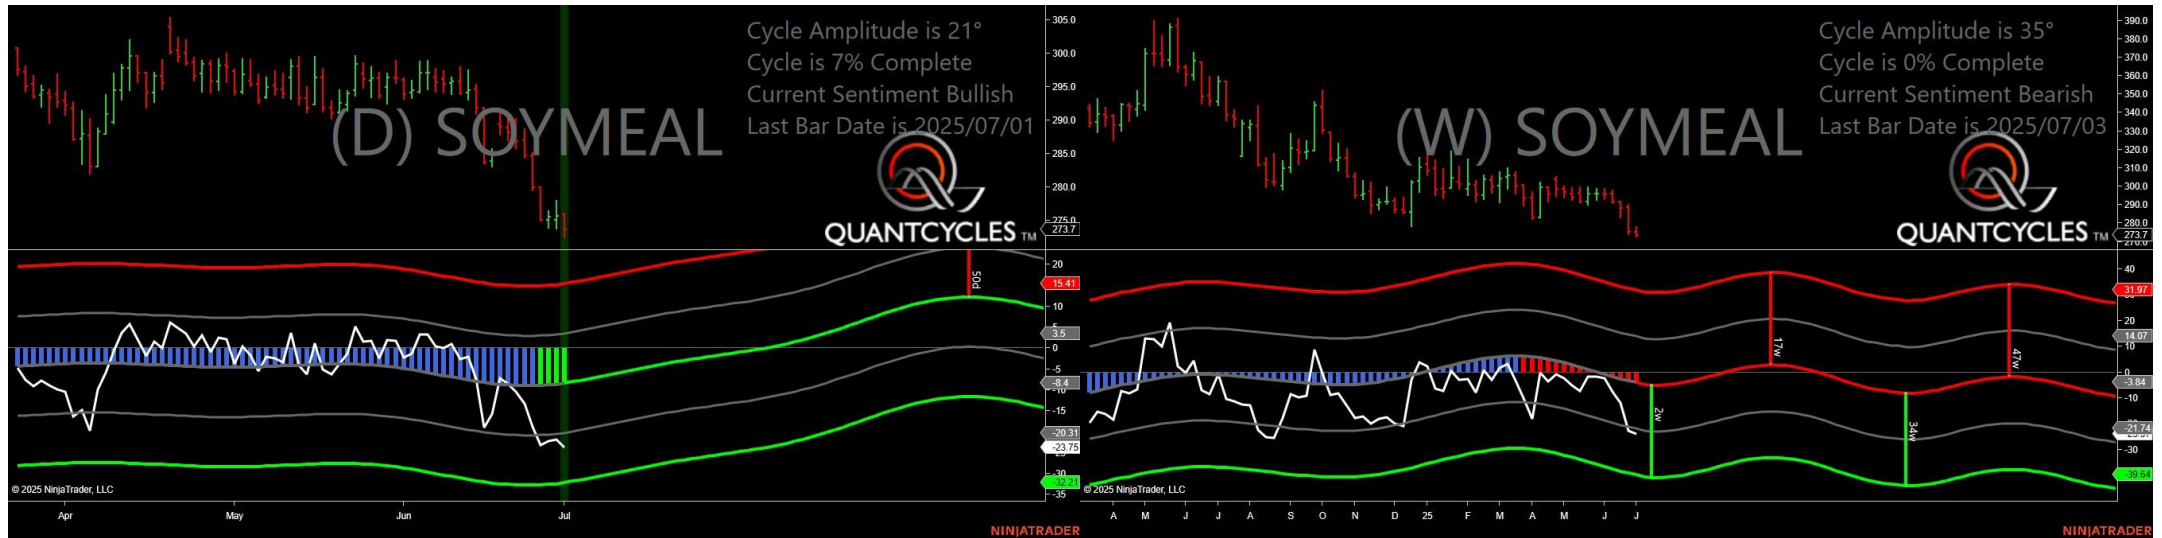 Cycle Amplitude is 21°
Cycle is 7% Complete
Current Sentiment Bullish
Last Bar Date is 2025/07/01
(D) SOYMEAL
QUANTCYCLES TM
305.0
300.0
295.0
290.0
285.0
280.0
275.0
273.7
20
15.41
10
5
3.5
0
-5
-8.4
-15
-20.31
-23.75
-30
-32.21
-35
50p
© 2025 NinjaTrader, LLC
Apr May Jun Jul
NINJATRADER
Cycle Amplitude is 35°
Cycle is 0% Complete
Current Sentiment Bearish
Last Bar Date is 2025/07/03
(W) SOYMEAL
QUANTCYCLES TM
390.0
380.0
370.0
360.0
350.0
340.0
330.0
320.0
310.0
300.0
290.0
280.0
273.7
270.0
40
31.97
20
14.07
10
0
-3.84
-10
-21.74
-30
-39.64
2w
17w
34w
47w
© 2025 NinjaTrader, LLC
A M J J A S O N D 25 F M A M J J
NINJATRADER